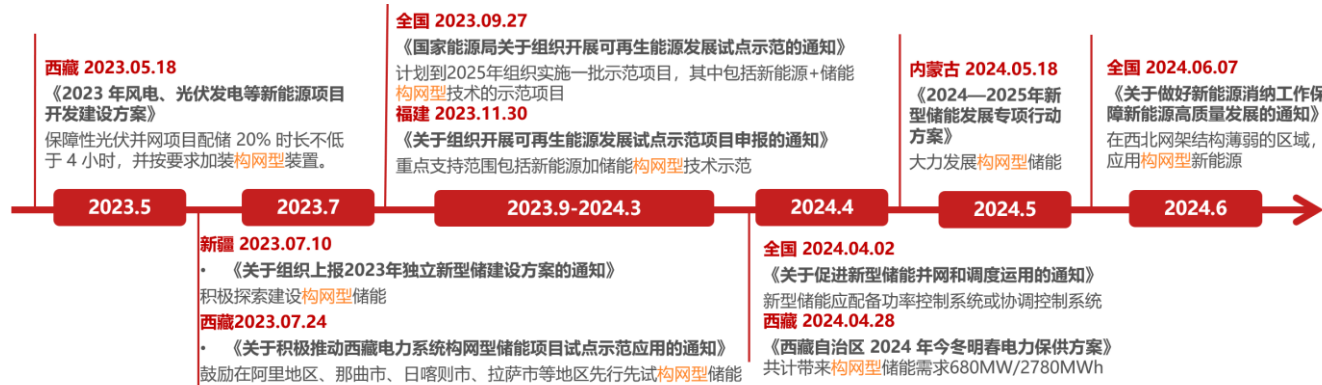 西藏 2023.05.18
《2023 年风电、光伏发电等新能源项目
开发建设方案》
保障性光伏并网项目配储 20% 时长不低
于 4 小时，并按要求加装构网型装置。
全国 2023.09.27
《国家能源局关于组织开展可再生能源发展试点示范的通知》
计划到2025年组织实施一批示范项目，其中包括新能源+储能
构网型技术的示范项目
福建 2023.11.30
《关于组织开展可再生能源发展试点示范项目申报的通知》
重点支持范围包括新能源加储能构网型技术示范
内蒙古 2024.05.18
《2024—2025年新
型储能发展专项行动
方案》
大力发展构网型储能
全国 2024.06.07
《关于做好新能源消纳工作保
障新能源高质量发展的通知》
在西北网架结构薄弱的区域，
应用构网型新能源
2023.5
2023.7
2023.9-2024.3
2024.4
2024.5
2024.6
新疆 2023.07.10
• 《关于组织上报2023年独立新型储建设方案的通知》
积极探索建设构网型储能
西藏2023.07.24
• 《关于积极推动西藏电力系统构网型储能项目试点示范应用的通知》
鼓励在阿里地区、那曲市、日喀则市、拉萨市等地区先行先试构网型储能
全国 2024.04.02
《关于促进新型储能并网和调度运用的通知》
新型储能应配备功率控制系统或协调控制系统
西藏 2024.04.28
《西藏自治区 2024 年今冬明春电力保供方案》
共计带来构网型储能需求680MW/2780MWh